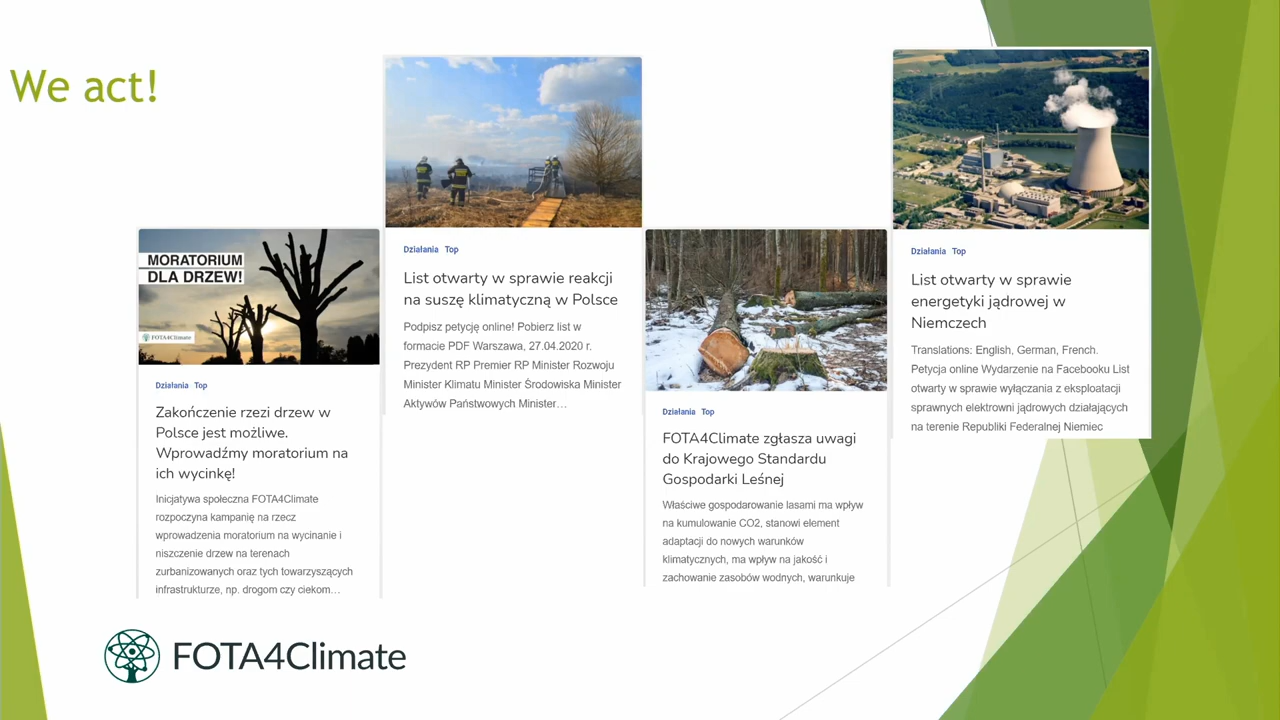 We act!
MORATORIUM
DLA DRZEW!
FOTA4Climate
Działania Top
Zakończenie rzezi drzew w
Polsce jest możliwe.
Wprowadźmy moratorium na
ich wycinkę!
Inicjatywa społeczna FOTA4Climate
rozpoczyna kampanię na rzecz
wprowadzenia moratorium na wycinanie i
niszczenie drzew na terenach
zurbanizowanych oraz tych towarzyszących
infrastrukturze, np. drogom czy ciekom…
Działania Top
List otwarty w sprawie reakcji
na suszę klimatyczną w Polsce
Podpisz petycję online! Pobierz list w
formacie PDF Warszawa, 27.04.2020 r.
Prezydent RP Premier RP Minister Rozwoju
Minister Klimatu Minister Środowiska Minister
Aktywów Państwowych Minister…
Działania Top
FOTA4Climate zgłasza uwagi
do Krajowego Standardu
Gospodarki Leśnej
Właściwe gospodarowanie lasami ma wpływ
na kumulowanie CO2, stanowi element
adaptacji do nowych warunków
klimatycznych, ma wpływ na jakość i
zachowanie zasobów wodnych, warunkuje
Działania Top
List otwarty w sprawie
energetyki jądrowej w
Niemczech
Translations: English, German, French.
Petycja online Wydarzenie na Facebooku List
otwarty w sprawie wyłączania z eksploatacji
sprawnych elektrowni jądrowych działających
na terenie Republiki Federalnej Niemiec
FOTA4Climate